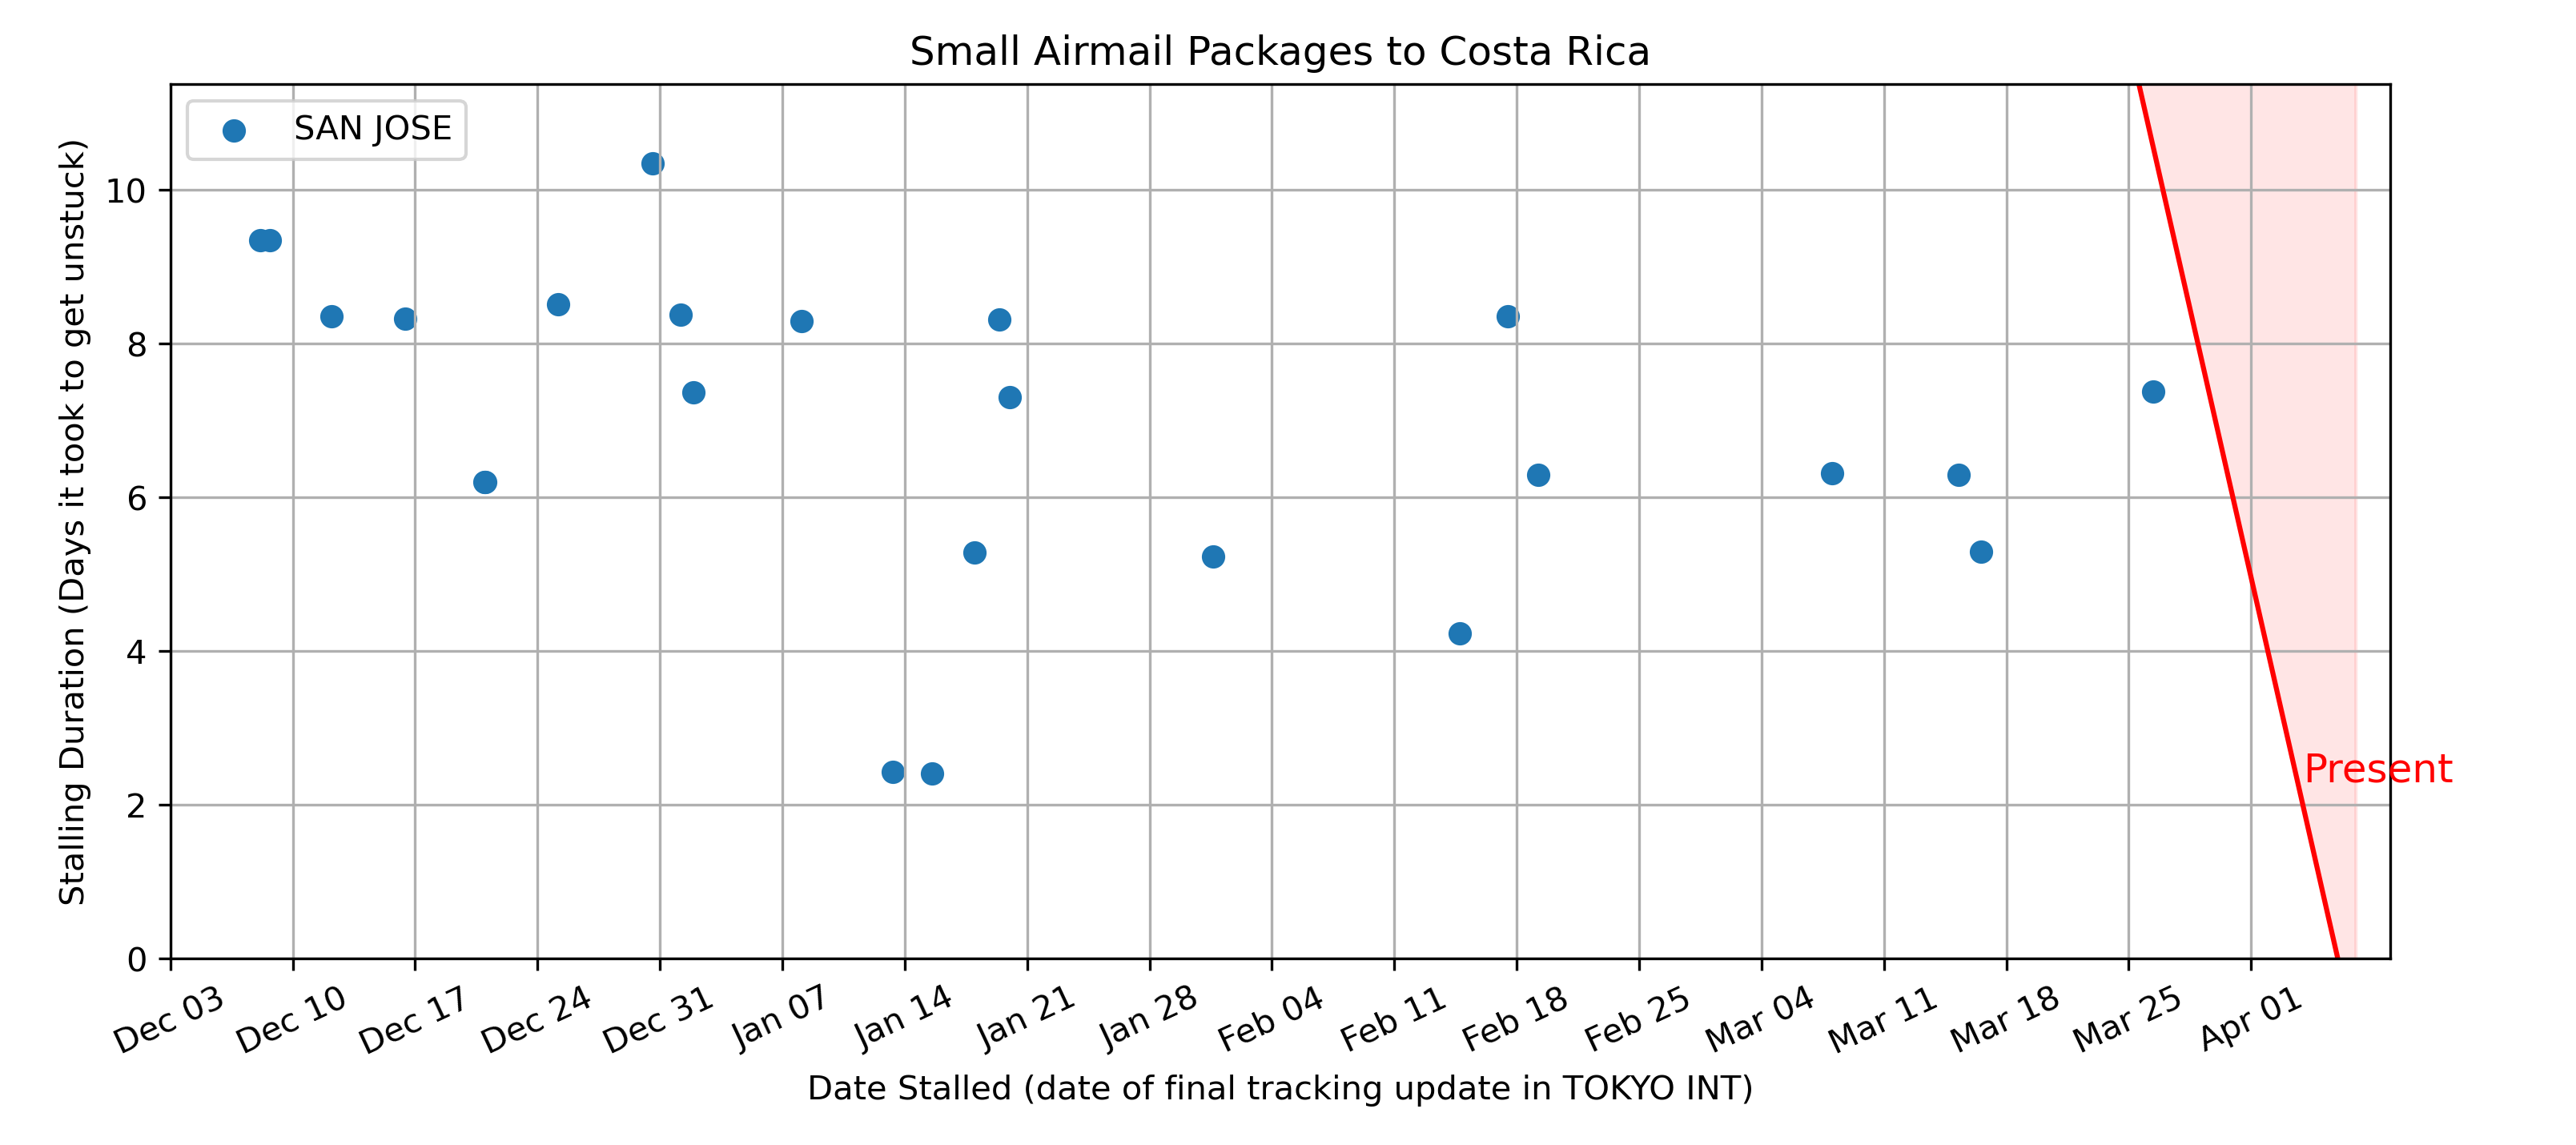 Small Airmail Packages to Costa Rica
SAN JOSE
Stalling Duration (Days it took to get unstuck)
10
8
6
4
2
0
Present
Dec 03
Dec 10
Dec 17
Dec 24
Dec 31
Jan 07
Jan 14
Jan 21
Jan 28
Feb 04
Feb 11
Feb 18
Feb 25
Mar 04
Mar 11
Mar 18
Mar 25
Apr 01
Date Stalled (date of final tracking update in TOKYO INT)